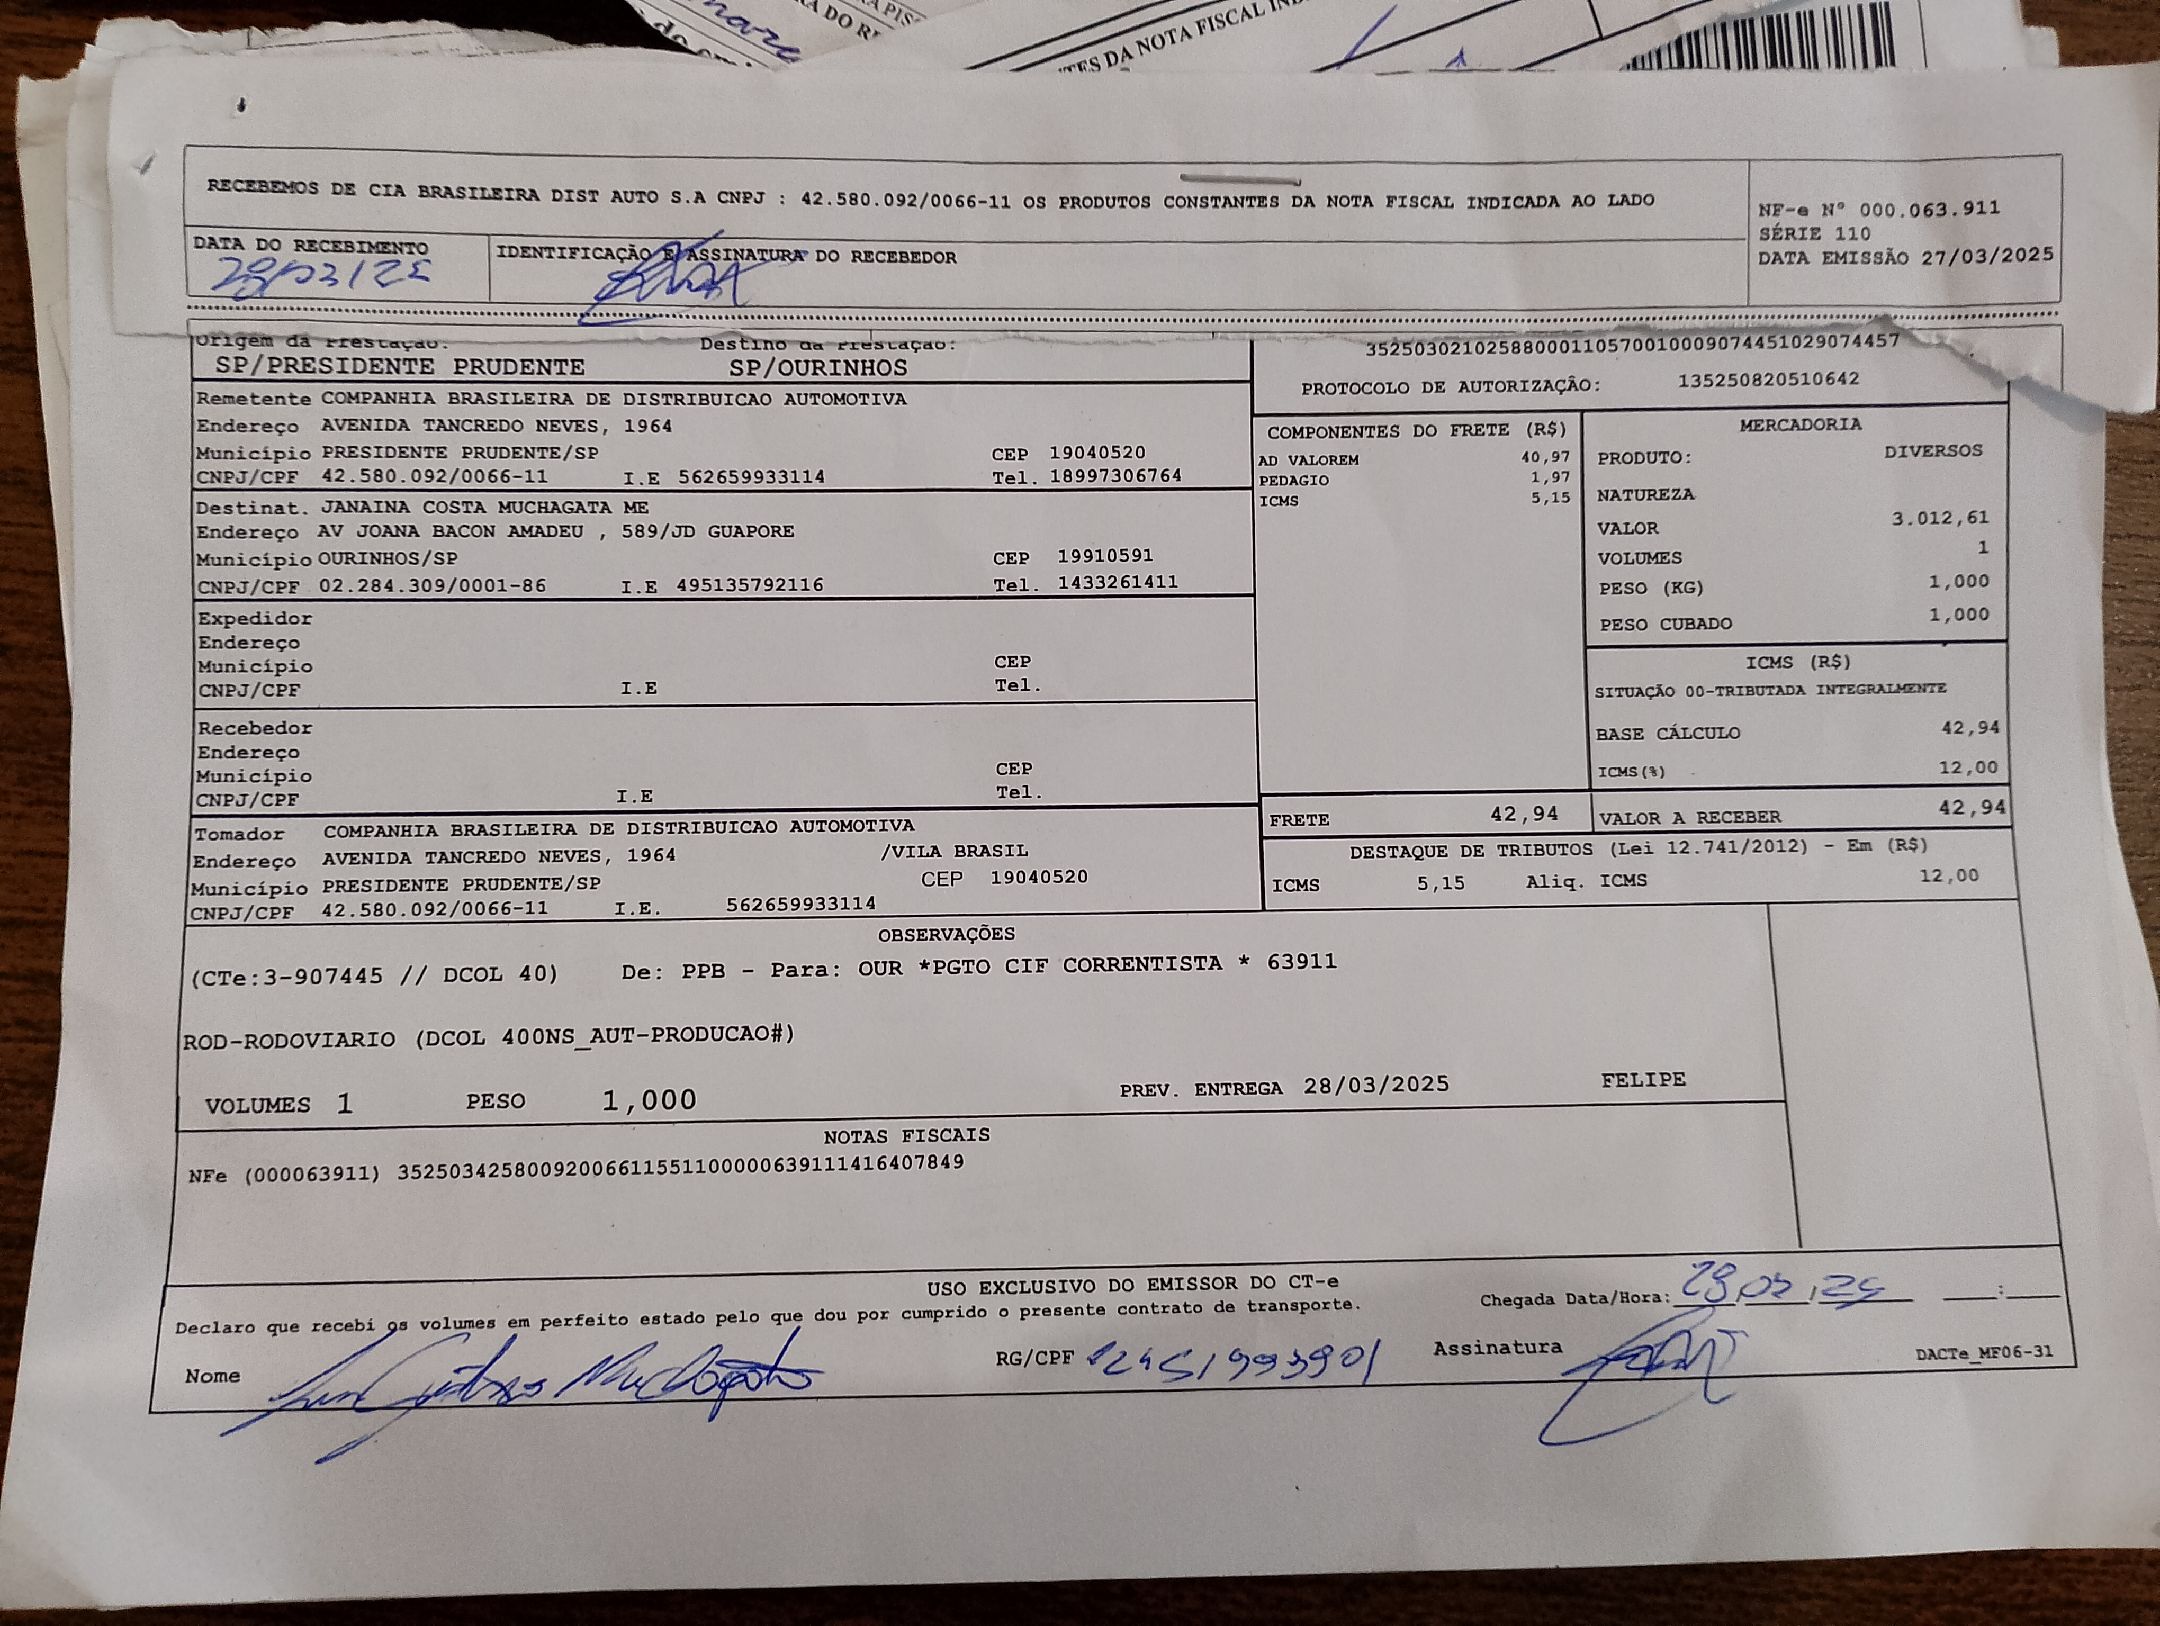 TES DA NOTA FISCAL
RECEBEMOS DE CIA BRASILEIRA DIST AUTO S.A CNPJ : 42.580.092/0066-11 OS PRODUTOS CONSTANTES DA NOTA FISCAL INDICADA AO LADO
NF-e N° 000.063.911
SÉRIE 110
DATA EMISSÃO 27/03/2025
DATA DO RECEBIMENTO
IDENTIFICAÇÃO E ASSINATURA DO RECEBEDOR
Origem da Prestação: Destino da Prestação:
SP/PRESIDENTE PRUDENTE SP/OURINHOS
35250302102588000110570010009074451029074457
PROTOCOLO DE AUTORIZAÇÃO: 135250820510642
Remetente COMPANHIA BRASILEIRA DE DISTRIBUICAO AUTOMOTIVA
Endereço AVENIDA TANCREDO NEVES, 1964
Município PRESIDENTE PRUDENTE/SP CEP 19040520
CNPJ/CPF 42.580.092/0066-11 I.E 562659933114 Tel. 18997306764
Destinat. JANAINA COSTA MUCHAGATA ME
Endereço AV JOANA BACON AMADEU , 589/JD GUAPORE
Município OURINHOS/SP CEP 19910591
CNPJ/CPF 02.284.309/0001-86 I.E 495135792116 Tel. 1433261411
Expedidor
Endereço
Município CEP
CNPJ/CPF I.E Tel.
Recebedor
Endereço
Município CEP
CNPJ/CPF I.E Tel.
Tomador COMPANHIA BRASILEIRA DE DISTRIBUICAO AUTOMOTIVA
Endereço AVENIDA TANCREDO NEVES, 1964 /VILA BRASIL
Município PRESIDENTE PRUDENTE/SP CEP 19040520
CNPJ/CPF 42.580.092/0066-11 I.E. 562659933114
COMPONENTES DO FRETE (R$)
AD VALOREM 40,97
PEDAGIO 1,97
ICMS 5,15
MERCADORIA
PRODUTO: DIVERSOS
NATUREZA
VALOR 3.012,61
VOLUMES 1
PESO (KG) 1,000
PESO CUBADO 1,000
ICMS (R$)
SITUAÇÃO 00-TRIBUTADA INTEGRALMENTE
BASE CÁLCULO 42,94
ICMS(%) 12,00
FRETE 42,94 VALOR A RECEBER 42,94
DESTAQUE DE TRIBUTOS (Lei 12.741/2012) - Em (R$)
ICMS 5,15 Aliq. ICMS 12,00
OBSERVAÇÕES
(CTe:3-907445 // DCOL 40) De: PPB - Para: OUR *PGTO CIF CORRENTISTA * 63911
ROD-RODOVIARIO (DCOL 400NS_AUT-PRODUCAO#)
VOLUMES 1 PESO 1,000 PREV. ENTREGA 28/03/2025 FELIPE
NOTAS FISCAIS
NFe (000063911) 35250342580092006611551100000639111416407849
USO EXCLUSIVO DO EMISSOR DO CT-e
Declaro que recebi os volumes em perfeito estado pelo que dou por cumprido o presente contrato de transporte.
Chegada Data/Hora:
Nome RG/CPF 12451993901 Assinatura
DACTe_MF06-31